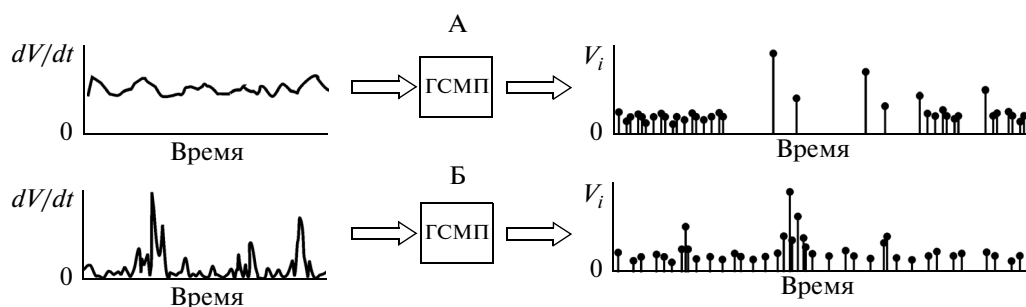 А
dV/dt
0
Время
ГСМП
V_i
0
Время
Б
dV/dt
0
Время
ГСМП
V_i
0
Время